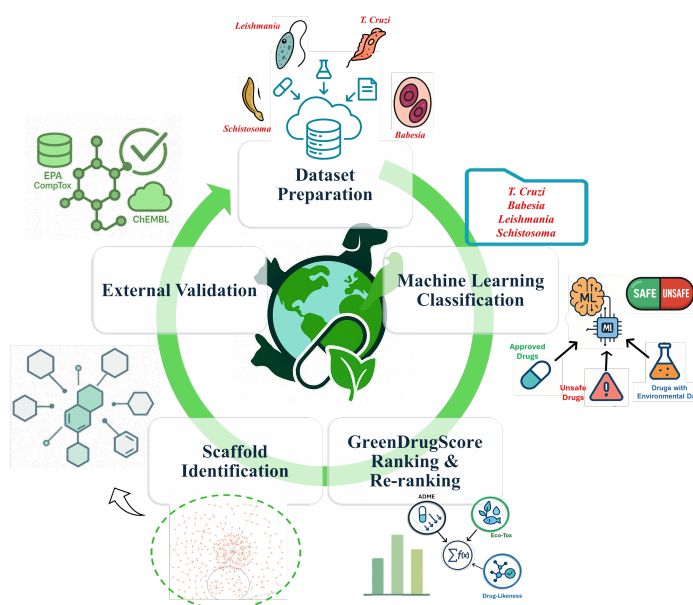 Leishmania
T. Cruzi
Schistosoma
Babesia
Dataset
Preparation
T. Cruzi
Babesia
Leishmania
Schistosoma
Machine Learning
Classification
ML
ML
SAFE
UNSAFE
Approved
Drugs
Unsafe
Drugs
Drugs with
GreenDrugScore
Ranking &
Re-ranking
ADME
Eco-Tox
∑f(x)
Drug-Likeness
Scaffold
Identification
External Validation
EPA
CompTox
ChEMBL